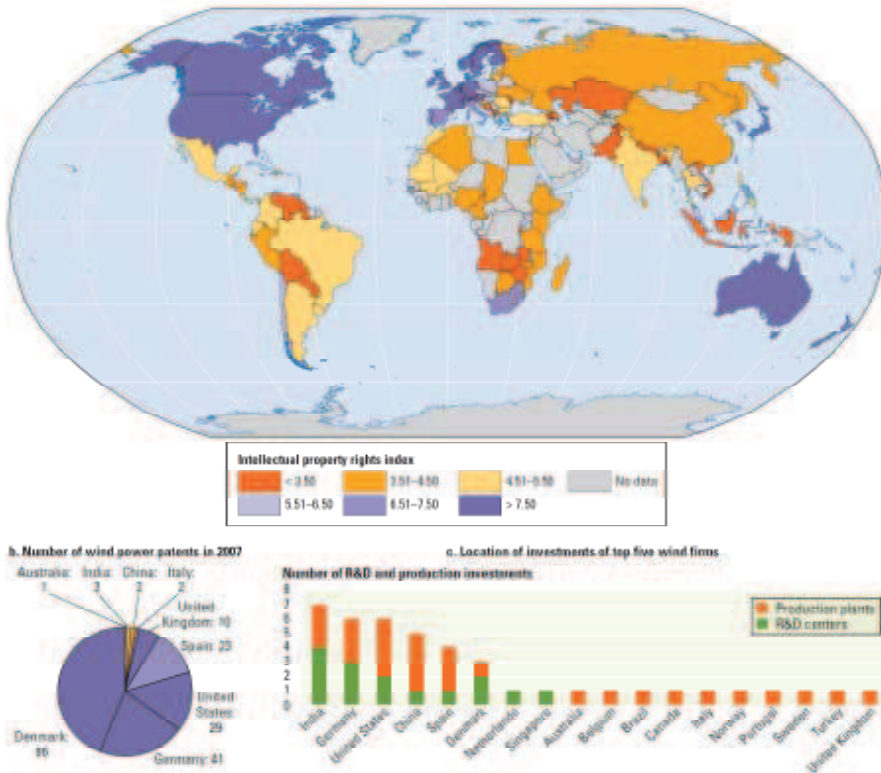 Intellectual property rights index
< 3.50
3.51–4.50
4.51–5.50
No data
5.51–6.50
6.51–7.50
> 7.50
b. Number of wind power patents in 2007
Australia: 1
India: 3
China: 2
Italy: 2
United Kingdom: 10
Spain: 23
United States: 29
Germany: 41
Denmark:
c. Location of investments of top five wind firms
Number of R&D and production investments
8
7
6
5
4
3
2
1
0
Production plants
R&D centers
India
Germany
United States
China
Spain
Denmark
Netherlands
Singapore
Australia
Belgium
Brazil
Canada
Italy
Norway
Portugal
Sweden
Turkey
United Kingdom